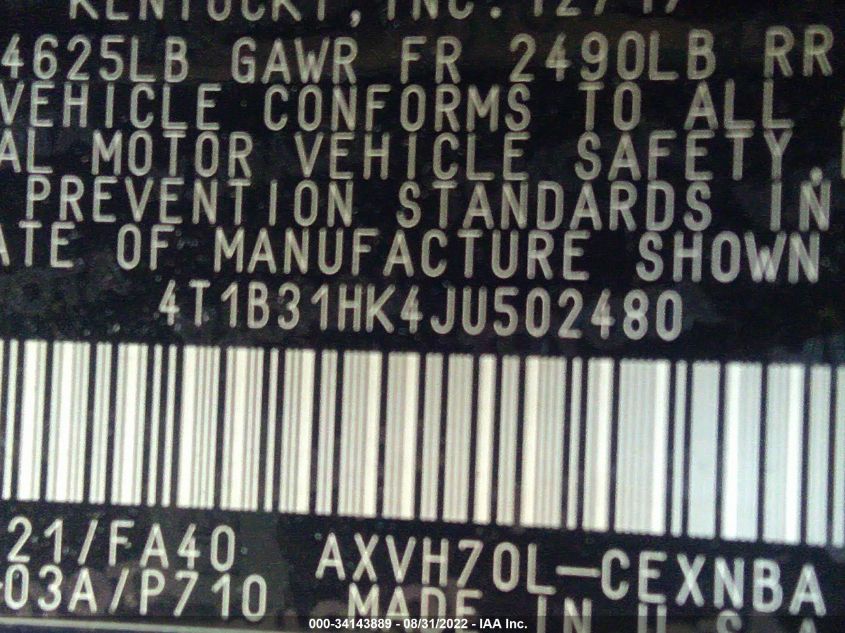 KENTUCKY, INC. 12/17
4625LB GAWR FR 2490LB RR
VEHICLE CONFORMS TO ALL
AL MOTOR VEHICLE SAFETY,
PREVENTION STANDARDS IN
ATE OF MANUFACTURE SHOWN
4T1B31HK4JU502480
21/FA40 AXVH70L-CEXNBA
-03A/P710 MADE IN U.S.A
000-34143889 - 08/31/2022 - IAA Inc.